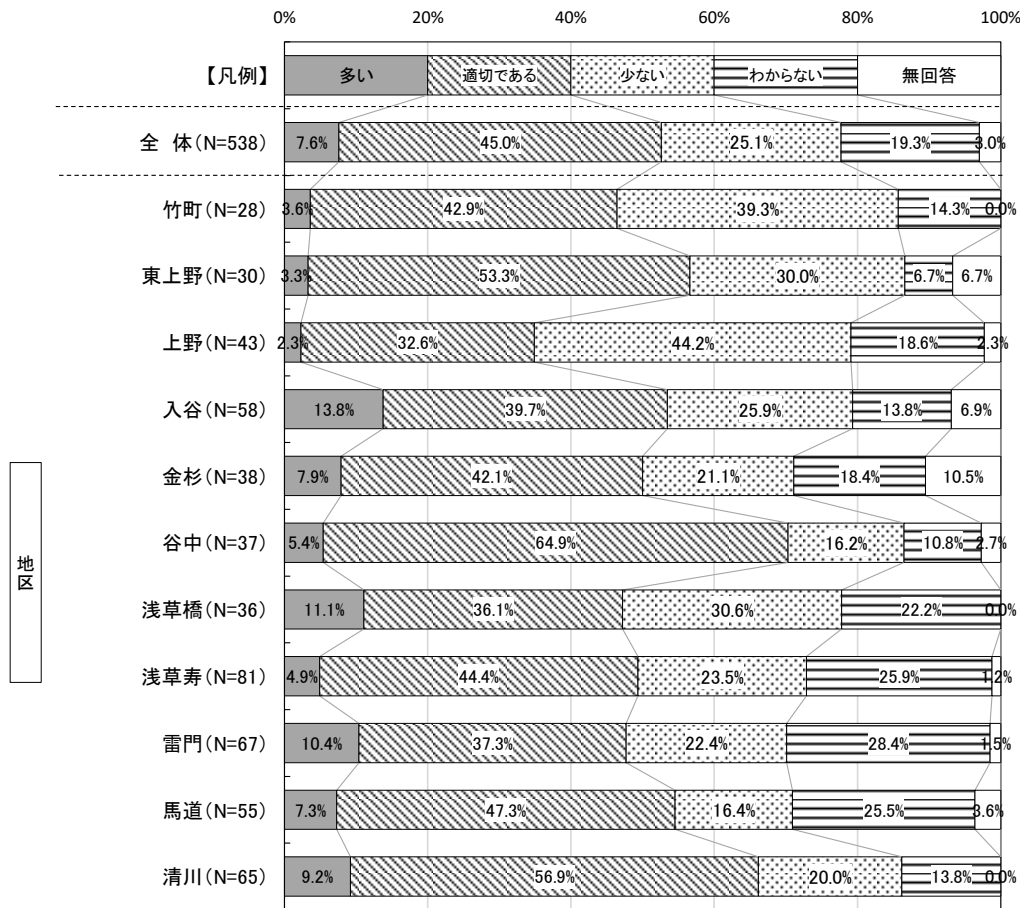 0% 20% 40% 60% 80% 100%
【凡例】 多い 適切である 少ない わからない 無回答
全 体(N=538) 7.6% 45.0% 25.1% 19.3% 3.0%
竹町(N=28) 3.6% 42.9% 39.3% 14.3% 0.0%
東上野(N=30) 3.3% 53.3% 30.0% 6.7% 6.7%
上野(N=43) 2.3% 32.6% 44.2% 18.6% 2.3%
入谷(N=58) 13.8% 39.7% 25.9% 13.8% 6.9%
金杉(N=38) 7.9% 42.1% 21.1% 18.4% 10.5%
谷中(N=37) 5.4% 64.9% 16.2% 10.8% 2.7%
地区
浅草橋(N=36) 11.1% 36.1% 30.6% 22.2% 0.0%
浅草寿(N=81) 4.9% 44.4% 23.5% 25.9% 1.2%
雷門(N=67) 10.4% 37.3% 22.4% 28.4% 1.5%
馬道(N=55) 7.3% 47.3% 16.4% 25.5% 3.6%
清川(N=65) 9.2% 56.9% 20.0% 13.8% 0.0%